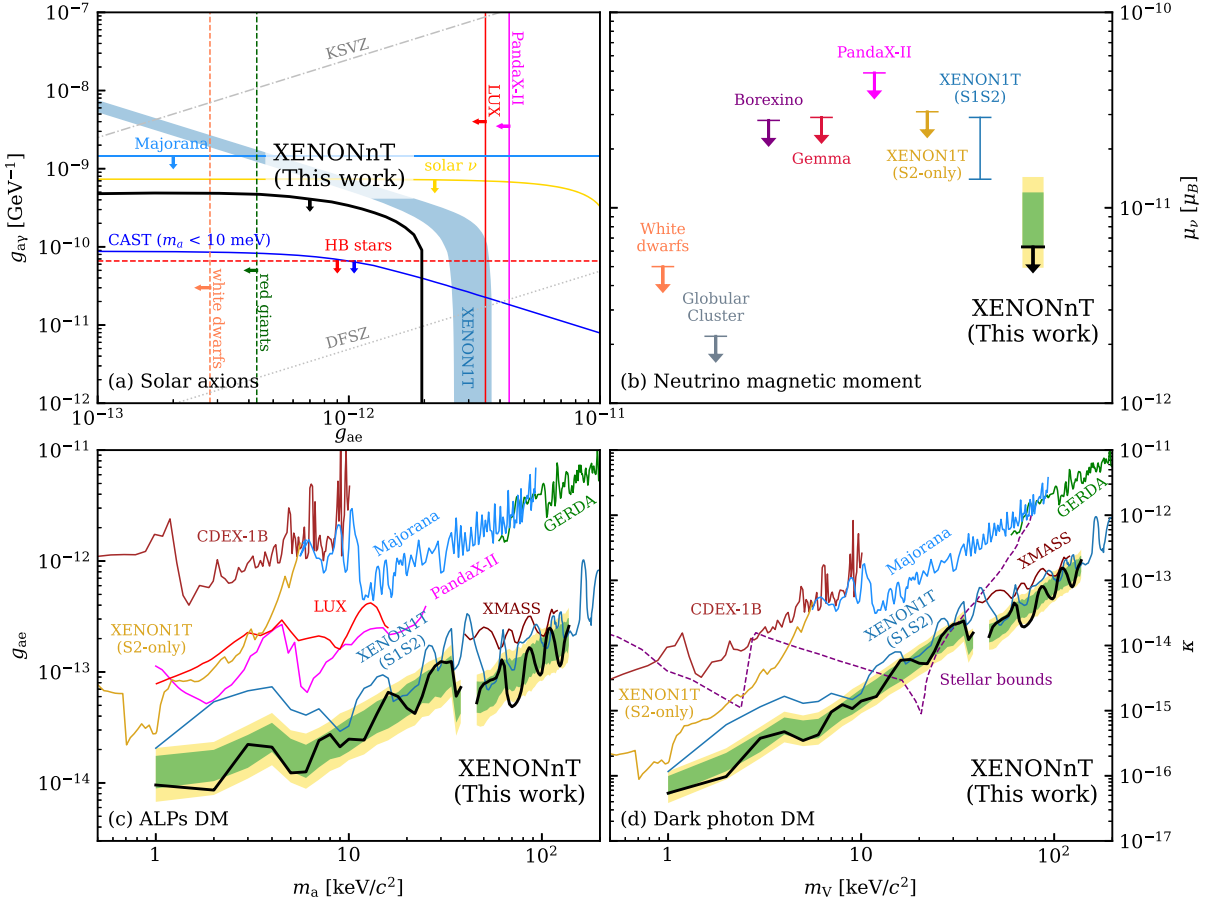 10⁻⁷
10⁻⁸
10⁻⁹
10⁻¹⁰
10⁻¹¹
10⁻¹²
g_aγ [GeV⁻¹]
KSVZ
PandaX-II
LUX
Majorana
XENONnT
(This work)
solar ν
CAST (m_a < 10 meV)
HB stars
white dwarfs
red giants
DFSZ
XENON1T
(a) Solar axions
10⁻¹³
10⁻¹²
10⁻¹¹
g_ae
PandaX-II
XENON1T
(S1S2)
Borexino
Gemma
XENON1T
(S2-only)
White
dwarfs
Globular
Cluster
XENONnT
(This work)
(b) Neutrino magnetic moment
10⁻¹⁰
10⁻¹¹
10⁻¹²
μ_ν [μ_B]
10⁻¹¹
10⁻¹²
10⁻¹³
10⁻¹⁴
g_ae
CDEX-1B
Majorana
GERDA
PandaX-II
LUX
XENON1T
(S2-only)
XENON1T
(S1S2)
XMASS
XENONnT
(This work)
(c) ALPs DM
1
10
10²
m_a [keV/c²]
GERDA
Majorana
XMASS
CDEX-1B
XENON1T
(S1S2)
XENON1T
(S2-only)
Stellar bounds
XENONnT
(This work)
(d) Dark photon DM
1
10
10²
m_V [keV/c²]
10⁻¹¹
10⁻¹²
10⁻¹³
10⁻¹⁴
10⁻¹⁵
10⁻¹⁶
10⁻¹⁷
κ